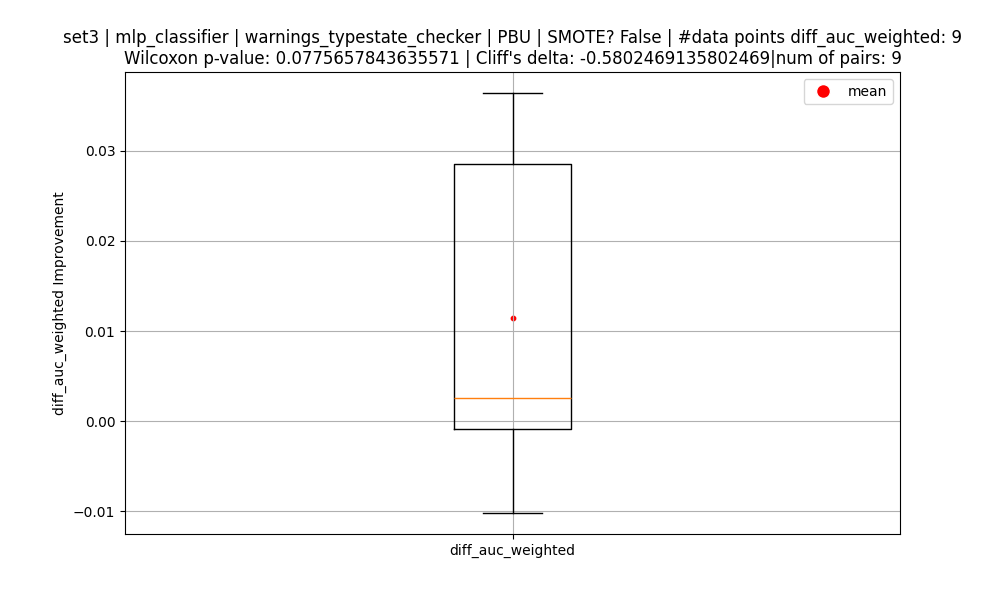 set3 | mlp_classifier | warnings_typestate_checker | PBU | SMOTE? False | #data points diff_auc_weighted: 9
Wilcoxon p-value: 0.0775657843635571 | Cliff's delta: -0.5802469135802469|num of pairs: 9
mean
0.03
0.02
0.01
0.00
−0.01
diff_auc_weighted Improvement
diff_auc_weighted